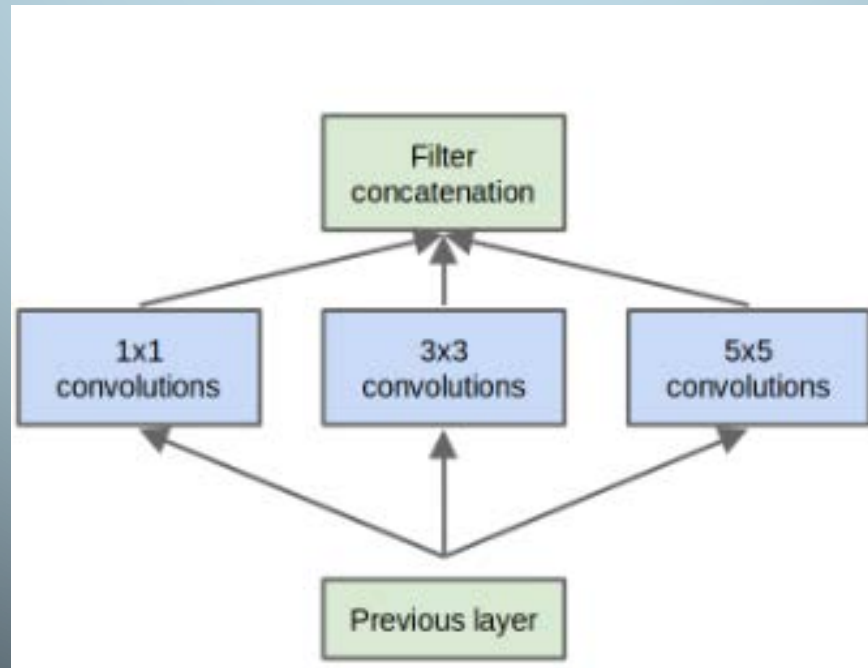 Filter
concatenation
1x1
convolutions
3x3
convolutions
5x5
convolutions
Previous layer